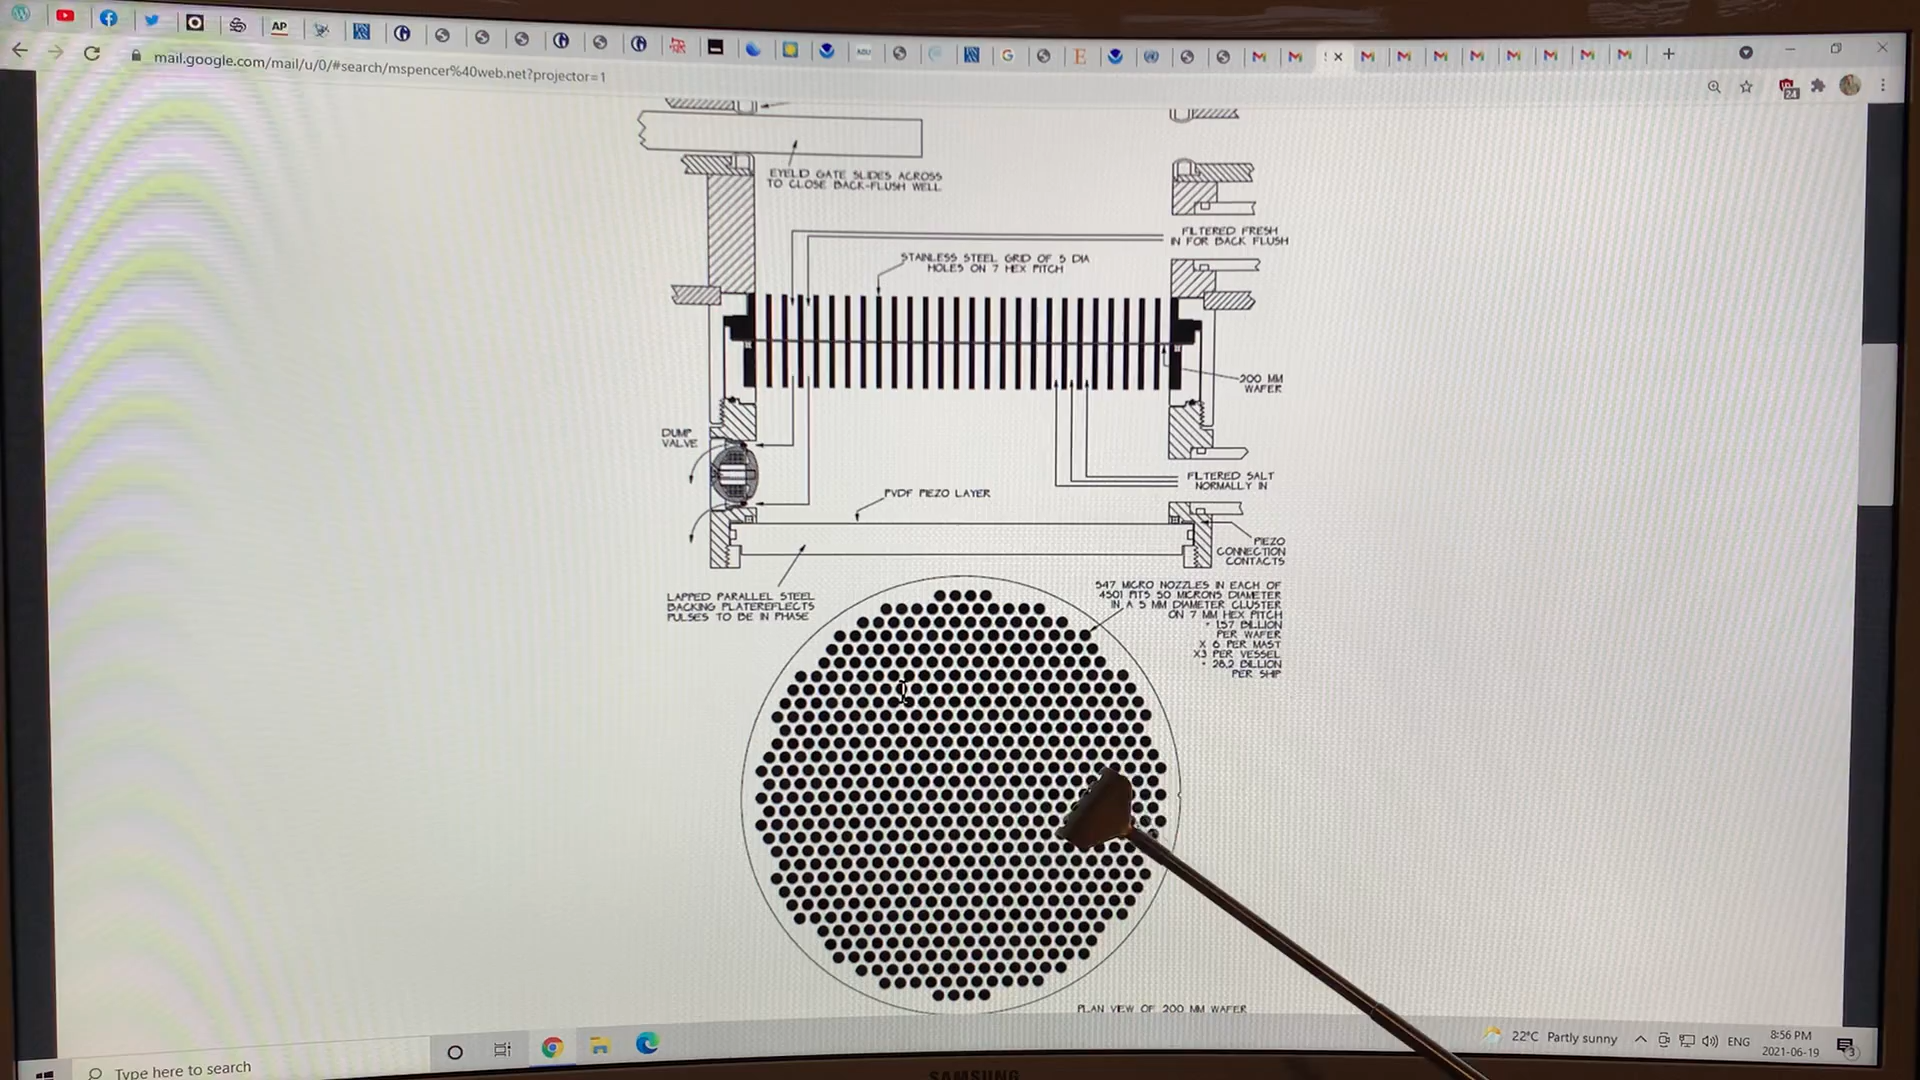 AP
mail.google.com/mail/u/0/#search/mspencer%40web.net?projector=1
24
EYELID GATE SLIDES ACROSS
TO CLOSE BACK-FLUSH WELL
FILTERED FRESH
IN FOR BACK FLUSH
STAINLESS STEEL GRID OF 5 DIA
HOLES ON 7 HEX PITCH
200 MM
WAFER
DUMP
VALVE
FILTERED SALT
NORMALLY IN
PVDF PIEZO LAYER
PIEZO
CONNECTION
CONTACTS
LAPPED PARALLEL STEEL
BACKING PLATEREFLECTS
PULSES TO BE IN PHASE
547 MICRO NOZZLES IN EACH OF
4501 PITS 50 MICRONS DIAMETER
IN A 5 MM DIAMETER CLUSTER
ON 7 MM HEX PITCH
1.57 BILLION
PER WAFER
X 6 PER MAST
X3 PER VESSEL
28.2 BILLION
PER SHIP
PLAN VIEW OF 200 MM WAFER
Type here to search
22°C Partly sunny
ENG
8:56 PM
2021-06-19
3
SAMSUNG